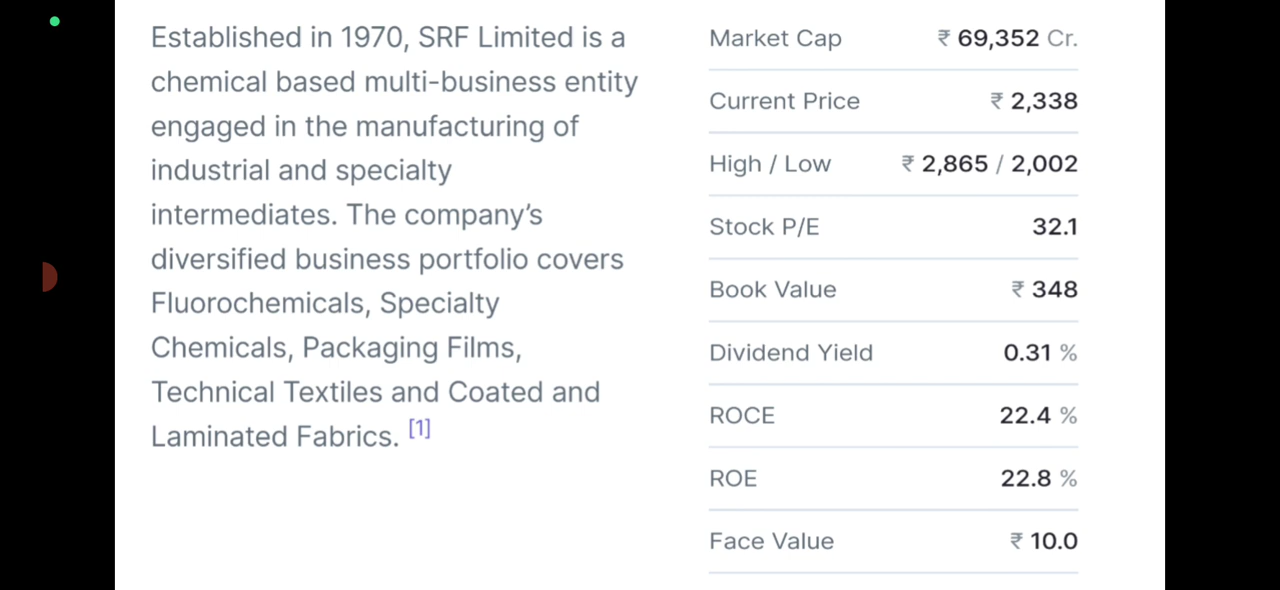 Established in 1970, SRF Limited is a
chemical based multi-business entity
engaged in the manufacturing of
industrial and specialty
intermediates. The company’s
diversified business portfolio covers
Fluorochemicals, Specialty
Chemicals, Packaging Films,
Technical Textiles and Coated and
Laminated Fabrics. [1]
Market Cap ₹ 69,352 Cr.
Current Price ₹ 2,338
High / Low ₹ 2,865 / 2,002
Stock P/E 32.1
Book Value ₹ 348
Dividend Yield 0.31 %
ROCE 22.4 %
ROE 22.8 %
Face Value ₹ 10.0